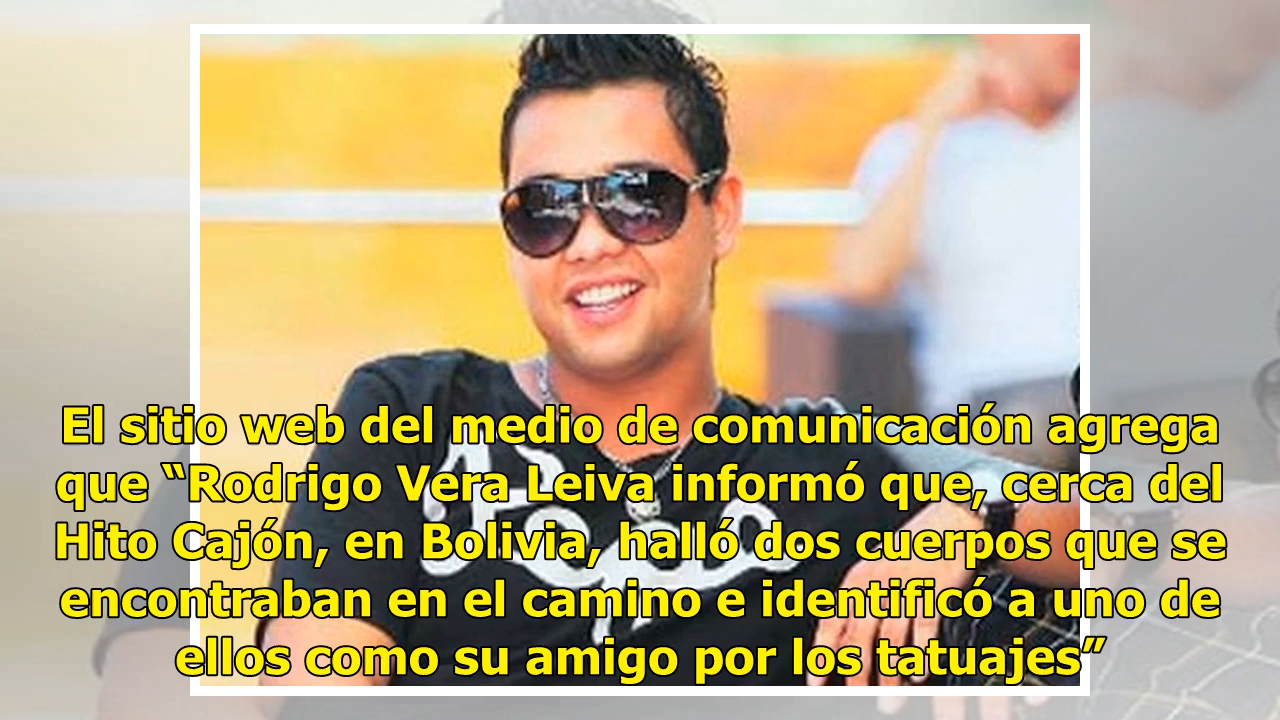 El sitio web del medio de comunicación agrega
que “Rodrigo Vera Leiva informó que, cerca del
Hito Cajón, en Bolivia, halló dos cuerpos que se
encontraban en el camino e identificó a uno de
ellos como su amigo por los tatuajes”